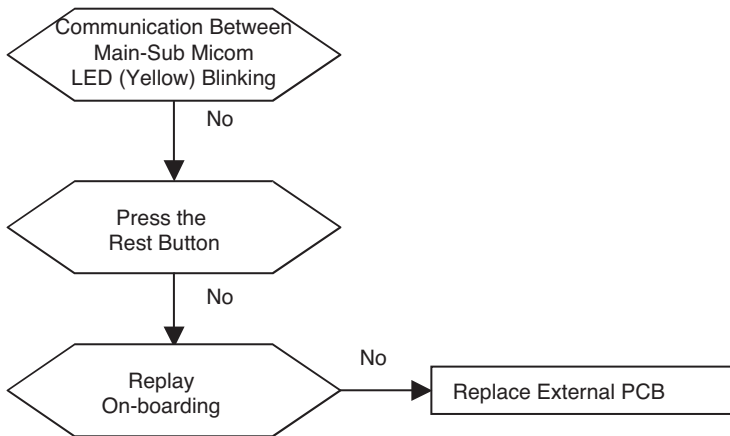 Communication Between
Main-Sub Micom
LED (Yellow) Blinking
No
Press the
Rest Button
No
Replay
On-boarding
No
Replace External PCB